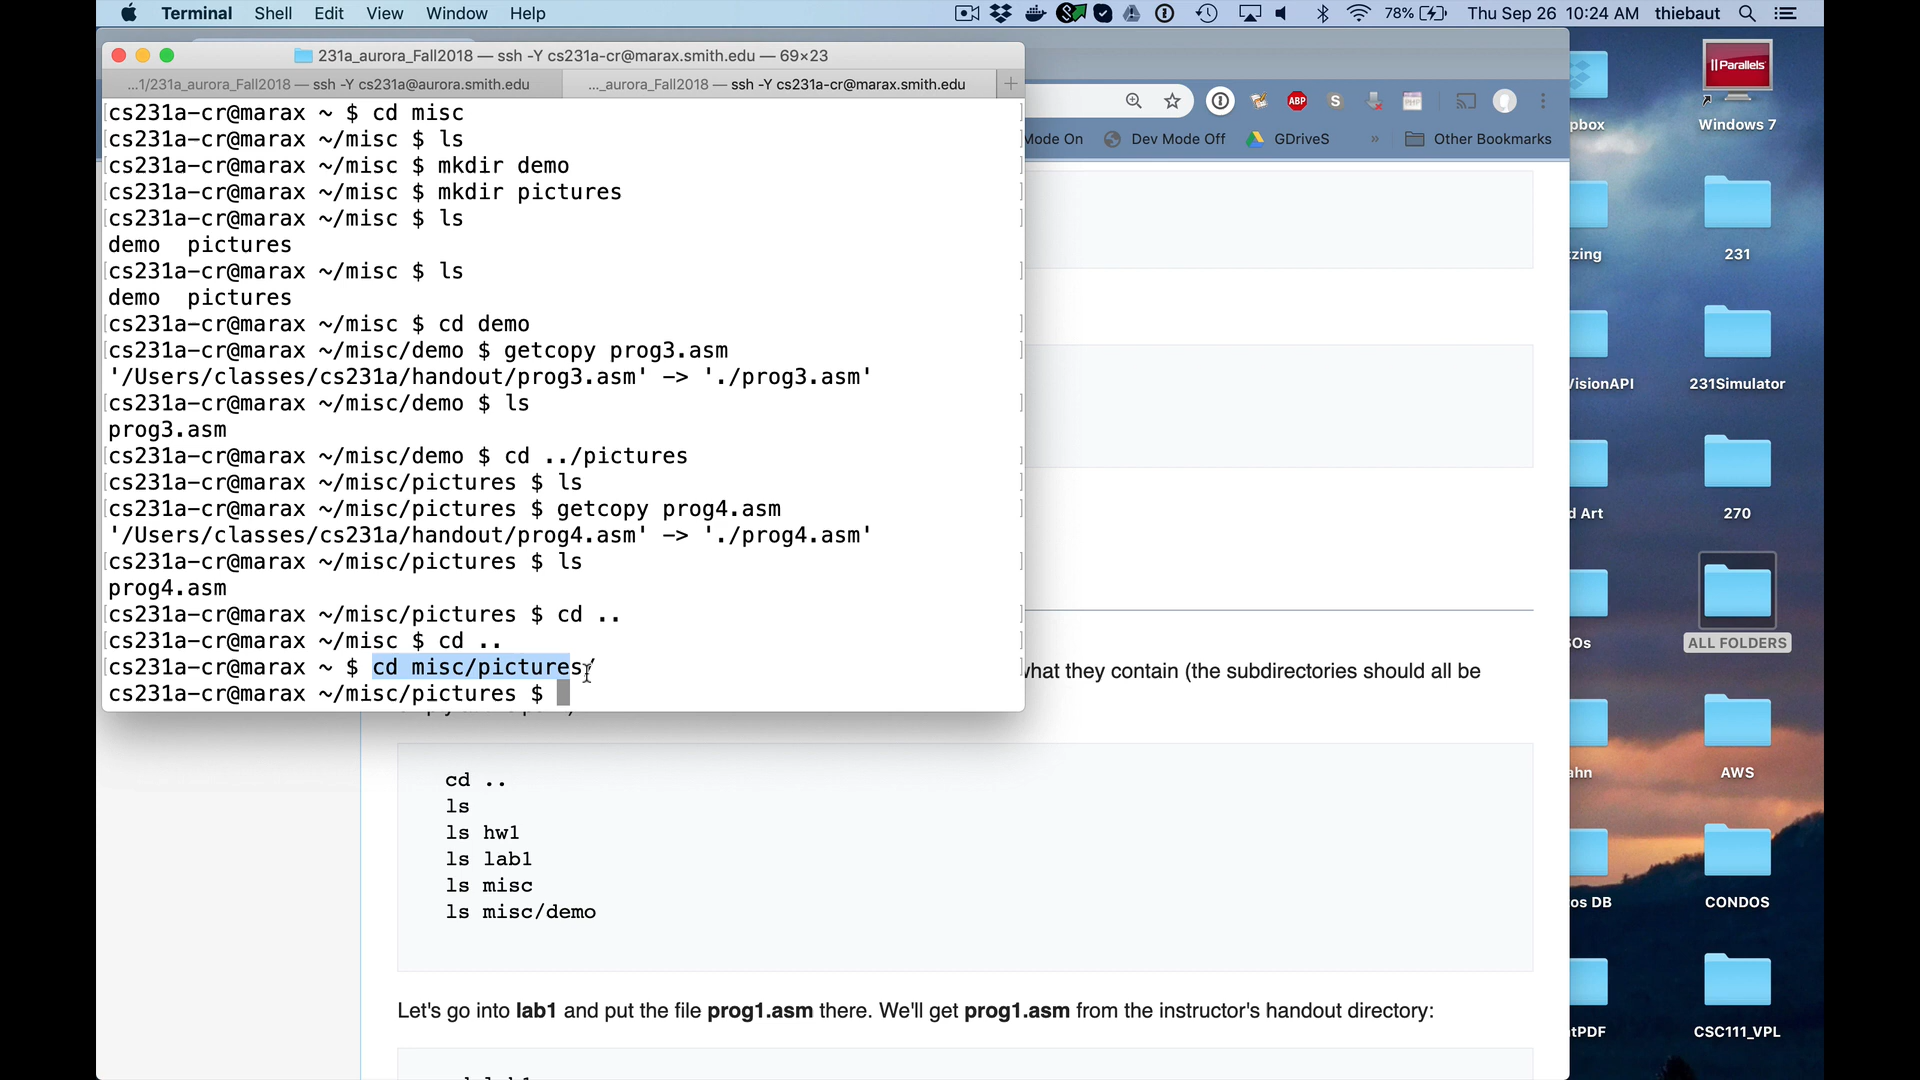 Terminal Shell Edit View Window Help 78% Thu Sep 26 10:24 AM thiebaut
231a_aurora_Fall2018 — ssh -Y cs231a-cr@marax.smith.edu — 69×23
...1/231a_aurora_Fall2018 — ssh -Y cs231a@aurora.smith.edu ..._aurora_Fall2018 — ssh -Y cs231a-cr@marax.smith.edu +
cs231a-cr@marax ~ $ cd misc
cs231a-cr@marax ~/misc $ ls
cs231a-cr@marax ~/misc $ mkdir demo
cs231a-cr@marax ~/misc $ mkdir pictures
cs231a-cr@marax ~/misc $ ls
demo pictures
cs231a-cr@marax ~/misc $ ls
demo pictures
cs231a-cr@marax ~/misc $ cd demo
cs231a-cr@marax ~/misc/demo $ getcopy prog3.asm
'/Users/classes/cs231a/handout/prog3.asm' -> './prog3.asm'
cs231a-cr@marax ~/misc/demo $ ls
prog3.asm
cs231a-cr@marax ~/misc/demo $ cd ../pictures
cs231a-cr@marax ~/misc/pictures $ ls
cs231a-cr@marax ~/misc/pictures $ getcopy prog4.asm
'/Users/classes/cs231a/handout/prog4.asm' -> './prog4.asm'
cs231a-cr@marax ~/misc/pictures $ ls
prog4.asm
cs231a-cr@marax ~/misc/pictures $ cd ..
cs231a-cr@marax ~/misc $ cd ..
cs231a-cr@marax ~ $ cd misc/pictures/
cs231a-cr@marax ~/misc/pictures $
ABP S PHP
Mode On Dev Mode Off GDriveS » Other Bookmarks
what they contain (the subdirectories should all be
cd ..
ls
ls hw1
ls lab1
ls misc
ls misc/demo
Let's go into lab1 and put the file prog1.asm there. We'll get prog1.asm from the instructor's handout directory:
|| Parallels
pbox Windows 7
zing 231
VisionAPI 231Simulator
d Art 270
SOs ALL FOLDERS
ahn AWS
os DB CONDOS
tPDF CSC111_VPL